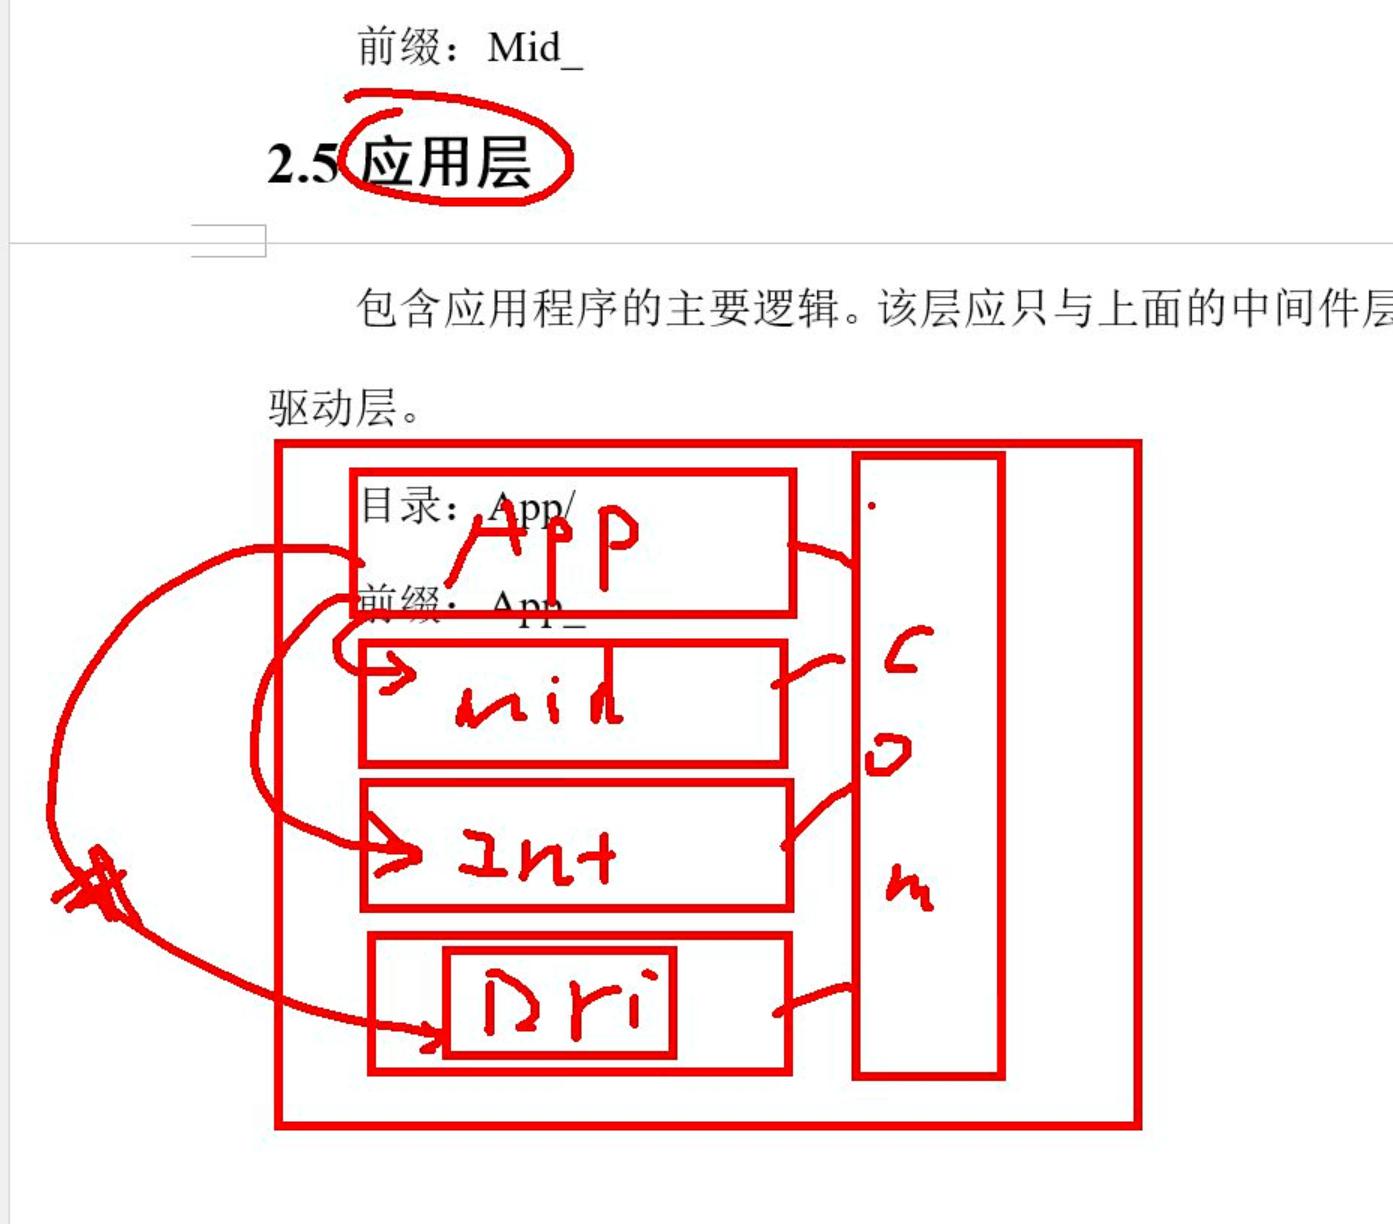 前缀：Mid_
2.5 应用层
包含应用程序的主要逻辑。该层应只与上面的中间件层
驱动层。
目录：App/
App
前缀：App_
mid
Int
Dri
com